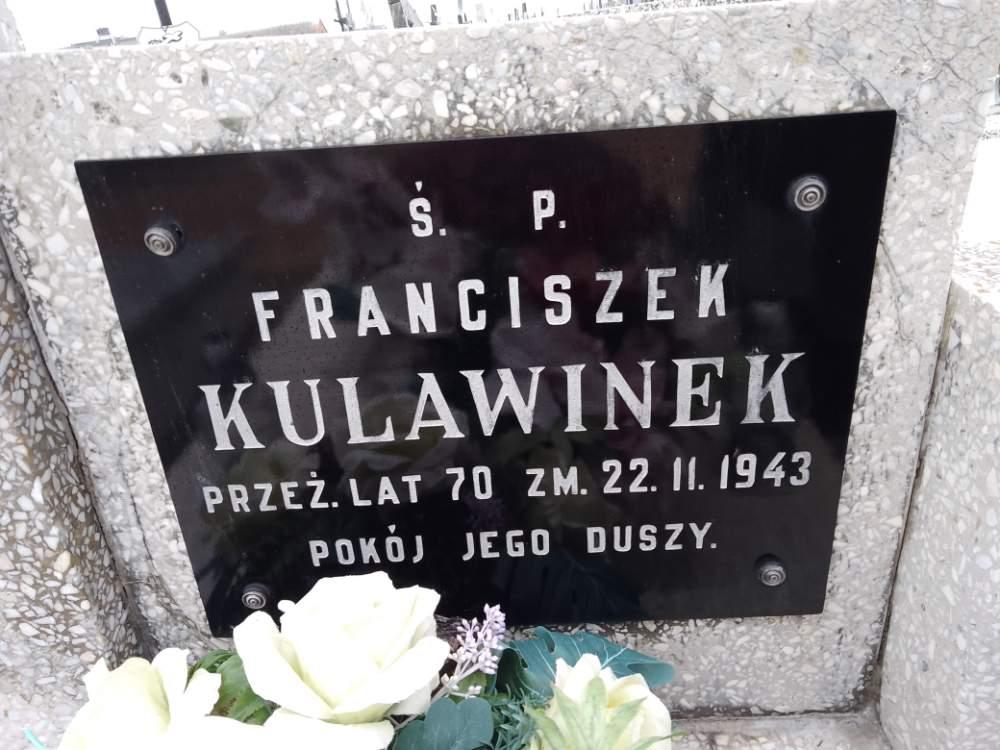 Ś. P.
FRANCISZEK
KULAWINEK
PRZEŻ. LAT 70 ZM. 22. 11. 1943
POKÓJ JEGO DUSZY.